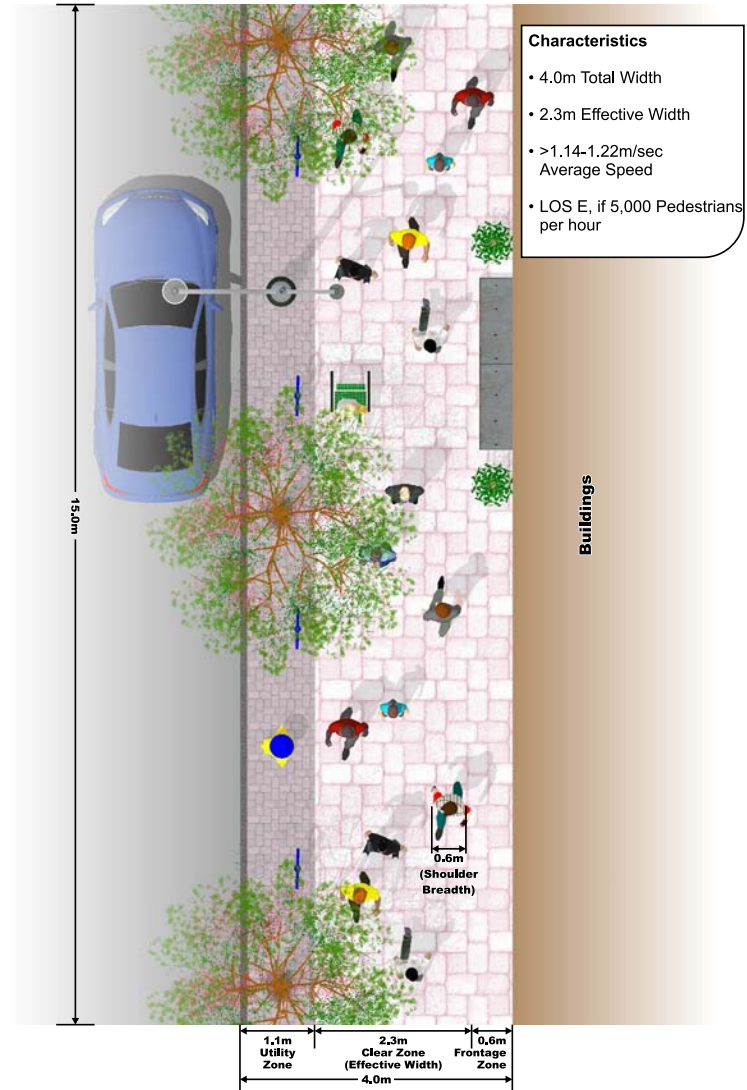 Characteristics
• 4.0m Total Width
• 2.3m Effective Width
• >1.14-1.22m/sec
Average Speed
• LOS E, if 5,000 Pedestrians
per hour
15.0m
Buildings
0.6m
(Shoulder
Breadth)
1.1m
Utility
Zone
2.3m
Clear Zone
(Effective Width)
0.6m
Frontage
Zone
4.0m